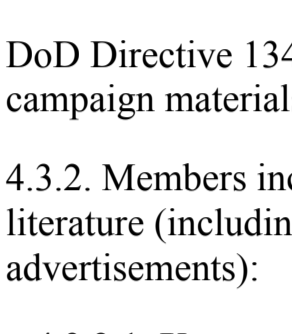 DoD Directive 134
campaign material
4.3.2. Members inc
literature (includin
advertisements):